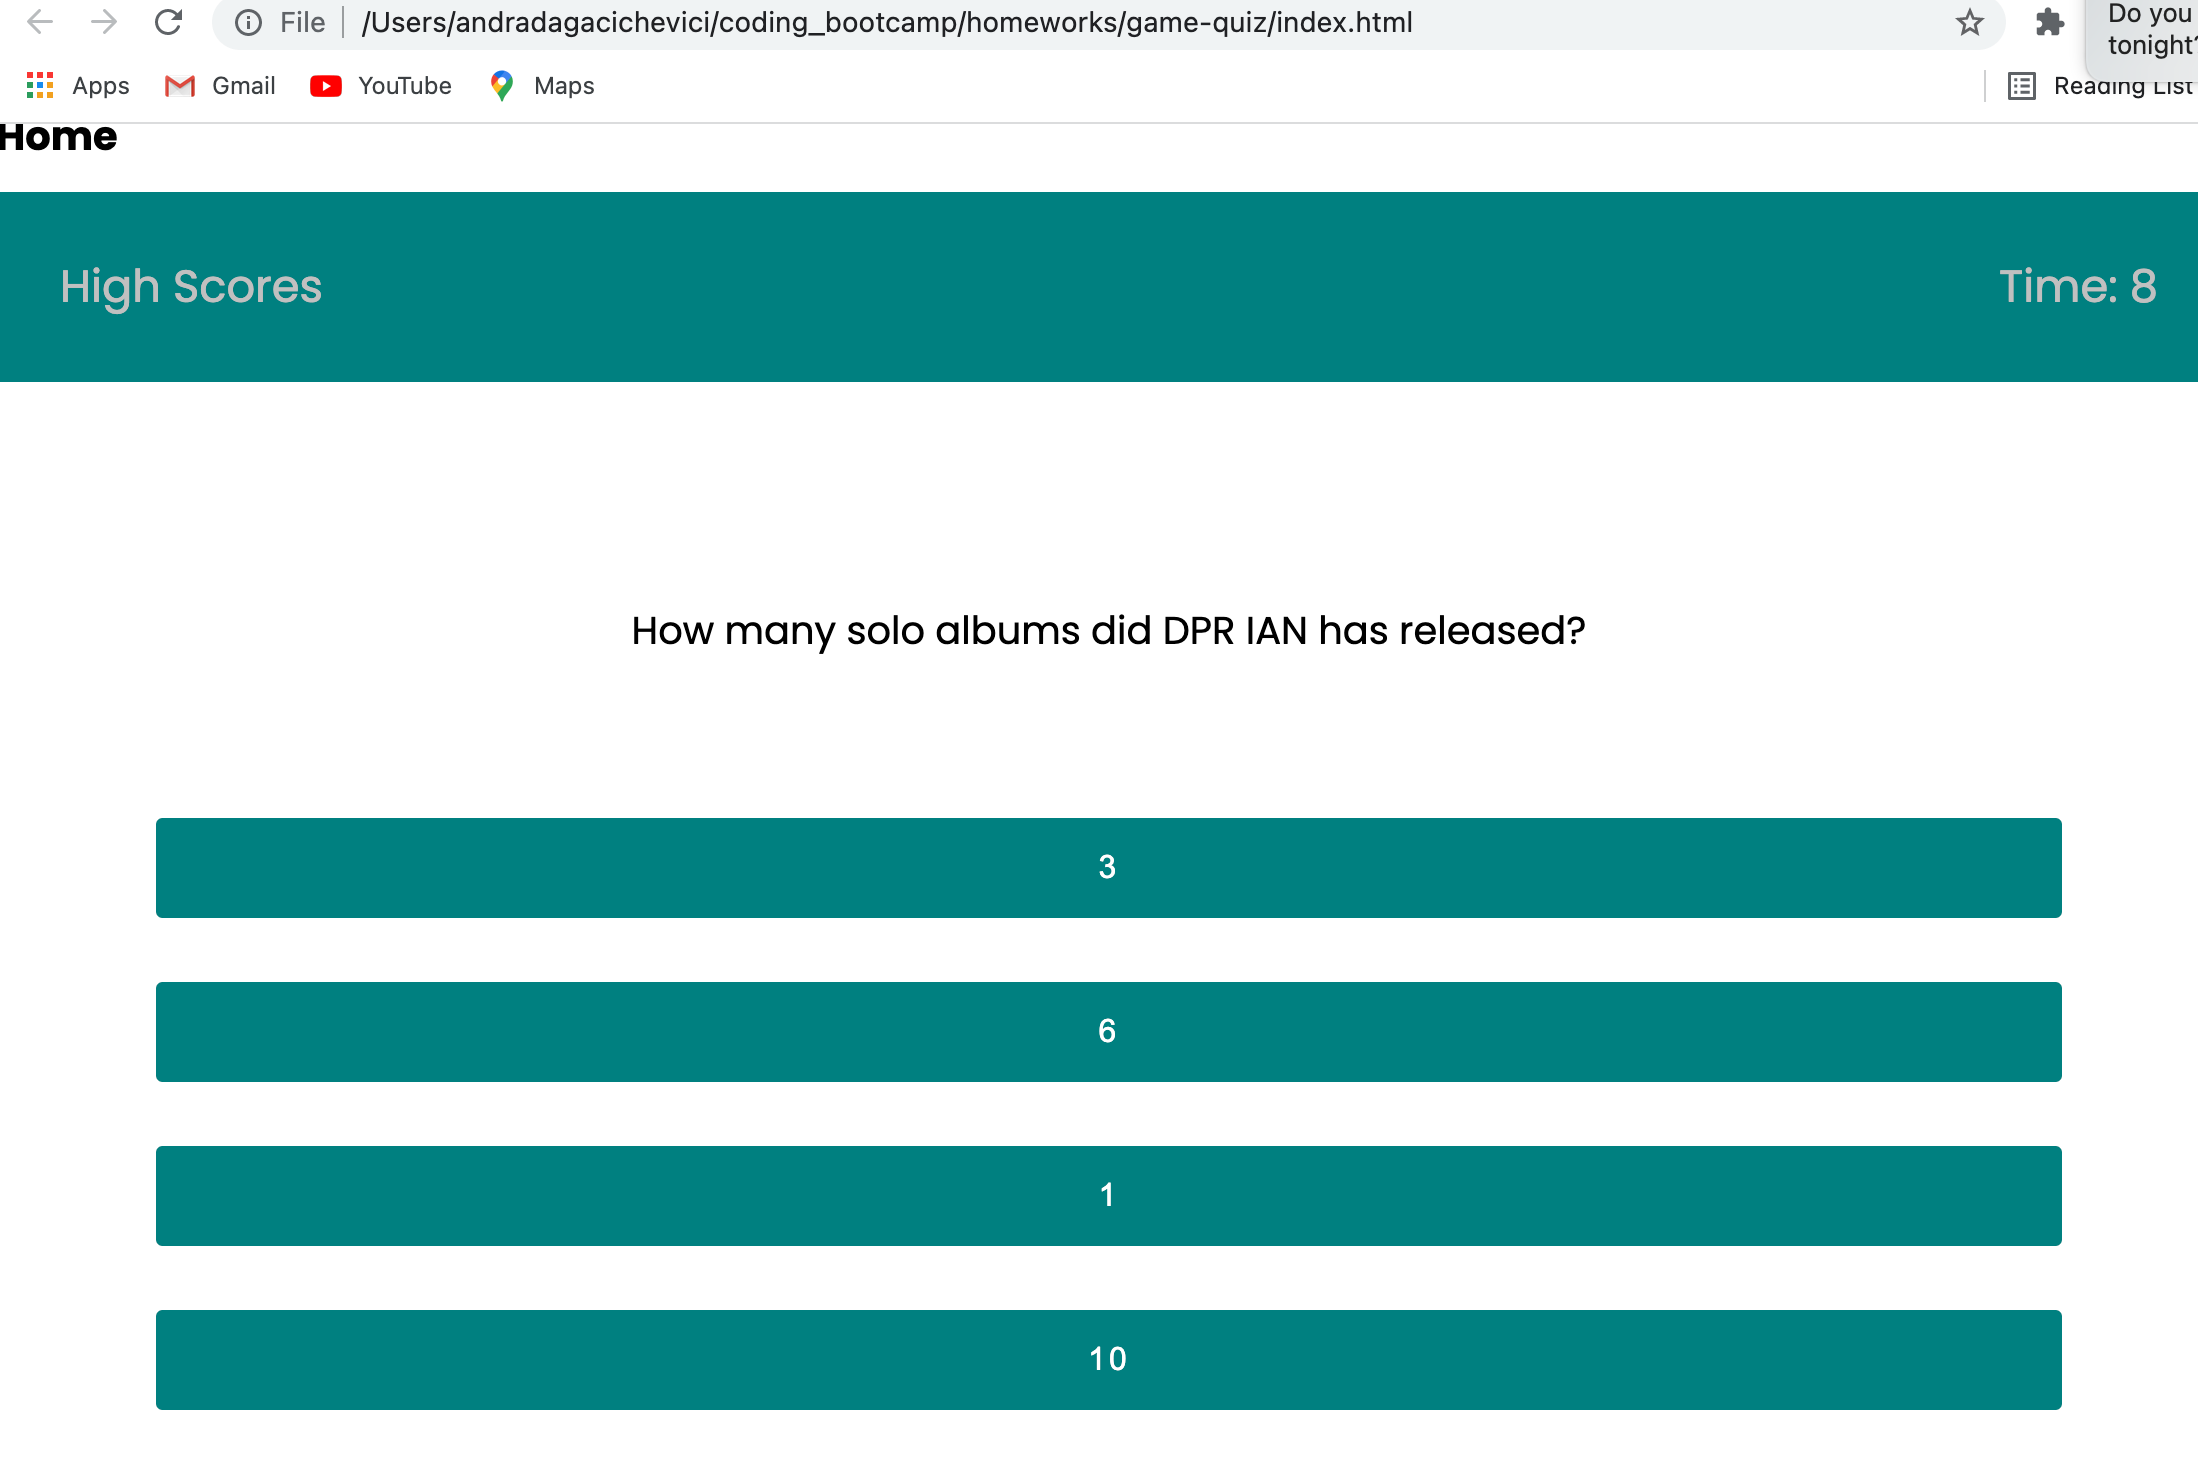 File /Users/andradagacichevici/coding_bootcamp/homeworks/game-quiz/index.html
Do you
tonight?
Apps Gmail YouTube Maps Reading List
Home
High Scores Time: 8
How many solo albums did DPR IAN has released?
3
6
1
10